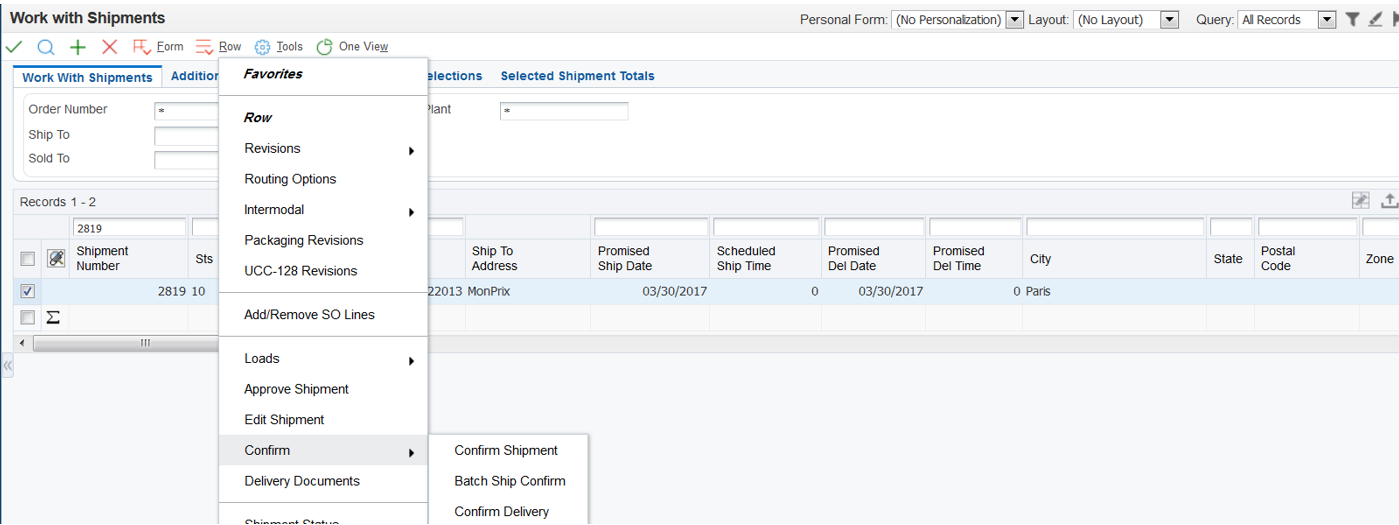 Work with Shipments
Personal Form: (No Personalization) Layout: (No Layout) Query: All Records
Form Row Tools One View
Work With Shipments Addition elections Selected Shipment Totals
Order Number * Plant *
Ship To
Sold To
Favorites
Row
Revisions
Routing Options
Intermodal
Packaging Revisions
UCC-128 Revisions
Add/Remove SO Lines
Loads
Approve Shipment
Edit Shipment
Confirm
Delivery Documents
Shipment Status
Confirm Shipment
Batch Ship Confirm
Confirm Delivery
Records 1 - 2
2819
Shipment Number Sts Ship To Address Promised Ship Date Scheduled Ship Time Promised Del Date Promised Del Time City State Postal Code Zone
2819 10 22013 MonPrix 03/30/2017 0 03/30/2017 0 Paris
Σ